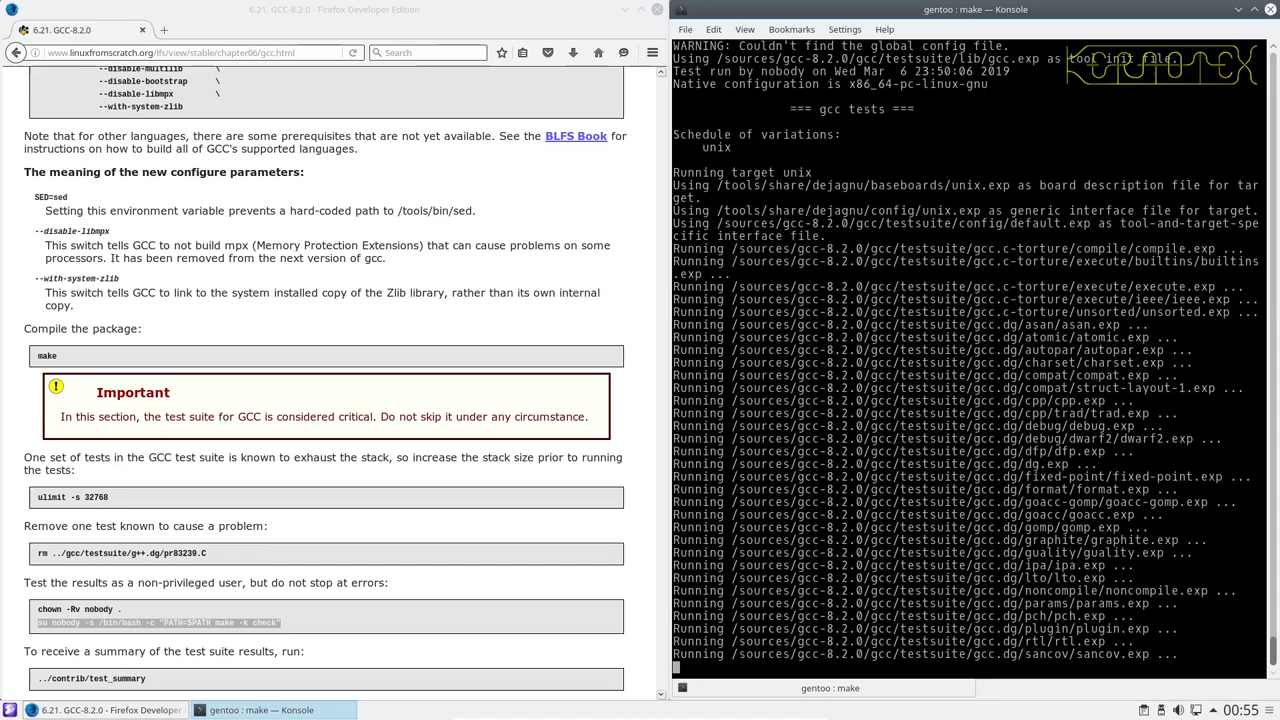 6.21. GCC-8.2.0 - Firefox Developer Edition
6.21. GCC-8.2.0
www.linuxfromscratch.org/lfs/view/stable/chapter06/gcc.html
Search
--disable-multilib \
--disable-bootstrap \
--disable-libmpx \
--with-system-zlib
Note that for other languages, there are some prerequisites that are not yet available. See the BLFS Book for
instructions on how to build all of GCC's supported languages.
The meaning of the new configure parameters:
SED=sed
Setting this environment variable prevents a hard-coded path to /tools/bin/sed.
--disable-libmpx
This switch tells GCC to not build mpx (Memory Protection Extensions) that can cause problems on some
processors. It has been removed from the next version of gcc.
--with-system-zlib
This switch tells GCC to link to the system installed copy of the Zlib library, rather than its own internal
copy.
Compile the package:
make
Important
In this section, the test suite for GCC is considered critical. Do not skip it under any circumstance.
One set of tests in the GCC test suite is known to exhaust the stack, so increase the stack size prior to running
the tests:
ulimit -s 32768
Remove one test known to cause a problem:
rm ../gcc/testsuite/g++.dg/pr83239.C
Test the results as a non-privileged user, but do not stop at errors:
chown -Rv nobody .
su nobody -s /bin/bash -c "PATH=$PATH make -k check"
To receive a summary of the test suite results, run:
../contrib/test_summary
gentoo : make — Konsole
File Edit View Bookmarks Settings Help
WARNING: Couldn't find the global config file.
Using /sources/gcc-8.2.0/gcc/testsuite/lib/gcc.exp as tool init file.
Test run by nobody on Wed Mar  6 23:50:06 2019
Native configuration is x86_64-pc-linux-gnu
=== gcc tests ===
Schedule of variations:
unix
Running target unix
Using /tools/share/dejagnu/baseboards/unix.exp as board description file for tar
get.
Using /tools/share/dejagnu/config/unix.exp as generic interface file for target.
Using /sources/gcc-8.2.0/gcc/testsuite/config/default.exp as tool-and-target-spe
cific interface file.
Running /sources/gcc-8.2.0/gcc/testsuite/gcc.c-torture/compile/compile.exp ...
Running /sources/gcc-8.2.0/gcc/testsuite/gcc.c-torture/execute/builtins/builtins
.exp ...
Running /sources/gcc-8.2.0/gcc/testsuite/gcc.c-torture/execute/execute.exp ...
Running /sources/gcc-8.2.0/gcc/testsuite/gcc.c-torture/execute/ieee/ieee.exp ...
Running /sources/gcc-8.2.0/gcc/testsuite/gcc.c-torture/unsorted/unsorted.exp ...
Running /sources/gcc-8.2.0/gcc/testsuite/gcc.dg/asan/asan.exp ...
Running /sources/gcc-8.2.0/gcc/testsuite/gcc.dg/atomic/atomic.exp ...
Running /sources/gcc-8.2.0/gcc/testsuite/gcc.dg/autopar/autopar.exp ...
Running /sources/gcc-8.2.0/gcc/testsuite/gcc.dg/charset/charset.exp ...
Running /sources/gcc-8.2.0/gcc/testsuite/gcc.dg/compat/compat.exp ...
Running /sources/gcc-8.2.0/gcc/testsuite/gcc.dg/compat/struct-layout-1.exp ...
Running /sources/gcc-8.2.0/gcc/testsuite/gcc.dg/cpp/cpp.exp ...
Running /sources/gcc-8.2.0/gcc/testsuite/gcc.dg/cpp/trad/trad.exp ...
Running /sources/gcc-8.2.0/gcc/testsuite/gcc.dg/debug/debug.exp ...
Running /sources/gcc-8.2.0/gcc/testsuite/gcc.dg/debug/dwarf2/dwarf2.exp ...
Running /sources/gcc-8.2.0/gcc/testsuite/gcc.dg/dfp/dfp.exp ...
Running /sources/gcc-8.2.0/gcc/testsuite/gcc.dg/dg.exp ...
Running /sources/gcc-8.2.0/gcc/testsuite/gcc.dg/fixed-point/fixed-point.exp ...
Running /sources/gcc-8.2.0/gcc/testsuite/gcc.dg/format/format.exp ...
Running /sources/gcc-8.2.0/gcc/testsuite/gcc.dg/goacc-gomp/goacc-gomp.exp ...
Running /sources/gcc-8.2.0/gcc/testsuite/gcc.dg/goacc/goacc.exp ...
Running /sources/gcc-8.2.0/gcc/testsuite/gcc.dg/gomp/gomp.exp ...
Running /sources/gcc-8.2.0/gcc/testsuite/gcc.dg/graphite/graphite.exp ...
Running /sources/gcc-8.2.0/gcc/testsuite/gcc.dg/guality/guality.exp ...
Running /sources/gcc-8.2.0/gcc/testsuite/gcc.dg/ipa/ipa.exp ...
Running /sources/gcc-8.2.0/gcc/testsuite/gcc.dg/lto/lto.exp ...
Running /sources/gcc-8.2.0/gcc/testsuite/gcc.dg/noncompile/noncompile.exp ...
Running /sources/gcc-8.2.0/gcc/testsuite/gcc.dg/params/params.exp ...
Running /sources/gcc-8.2.0/gcc/testsuite/gcc.dg/pch/pch.exp ...
Running /sources/gcc-8.2.0/gcc/testsuite/gcc.dg/plugin/plugin.exp ...
Running /sources/gcc-8.2.0/gcc/testsuite/gcc.dg/rtl/rtl.exp ...
Running /sources/gcc-8.2.0/gcc/testsuite/gcc.dg/sancov/sancov.exp ...
gentoo : make
6.21. GCC-8.2.0 - Firefox Developer
gentoo : make — Konsole
00:55